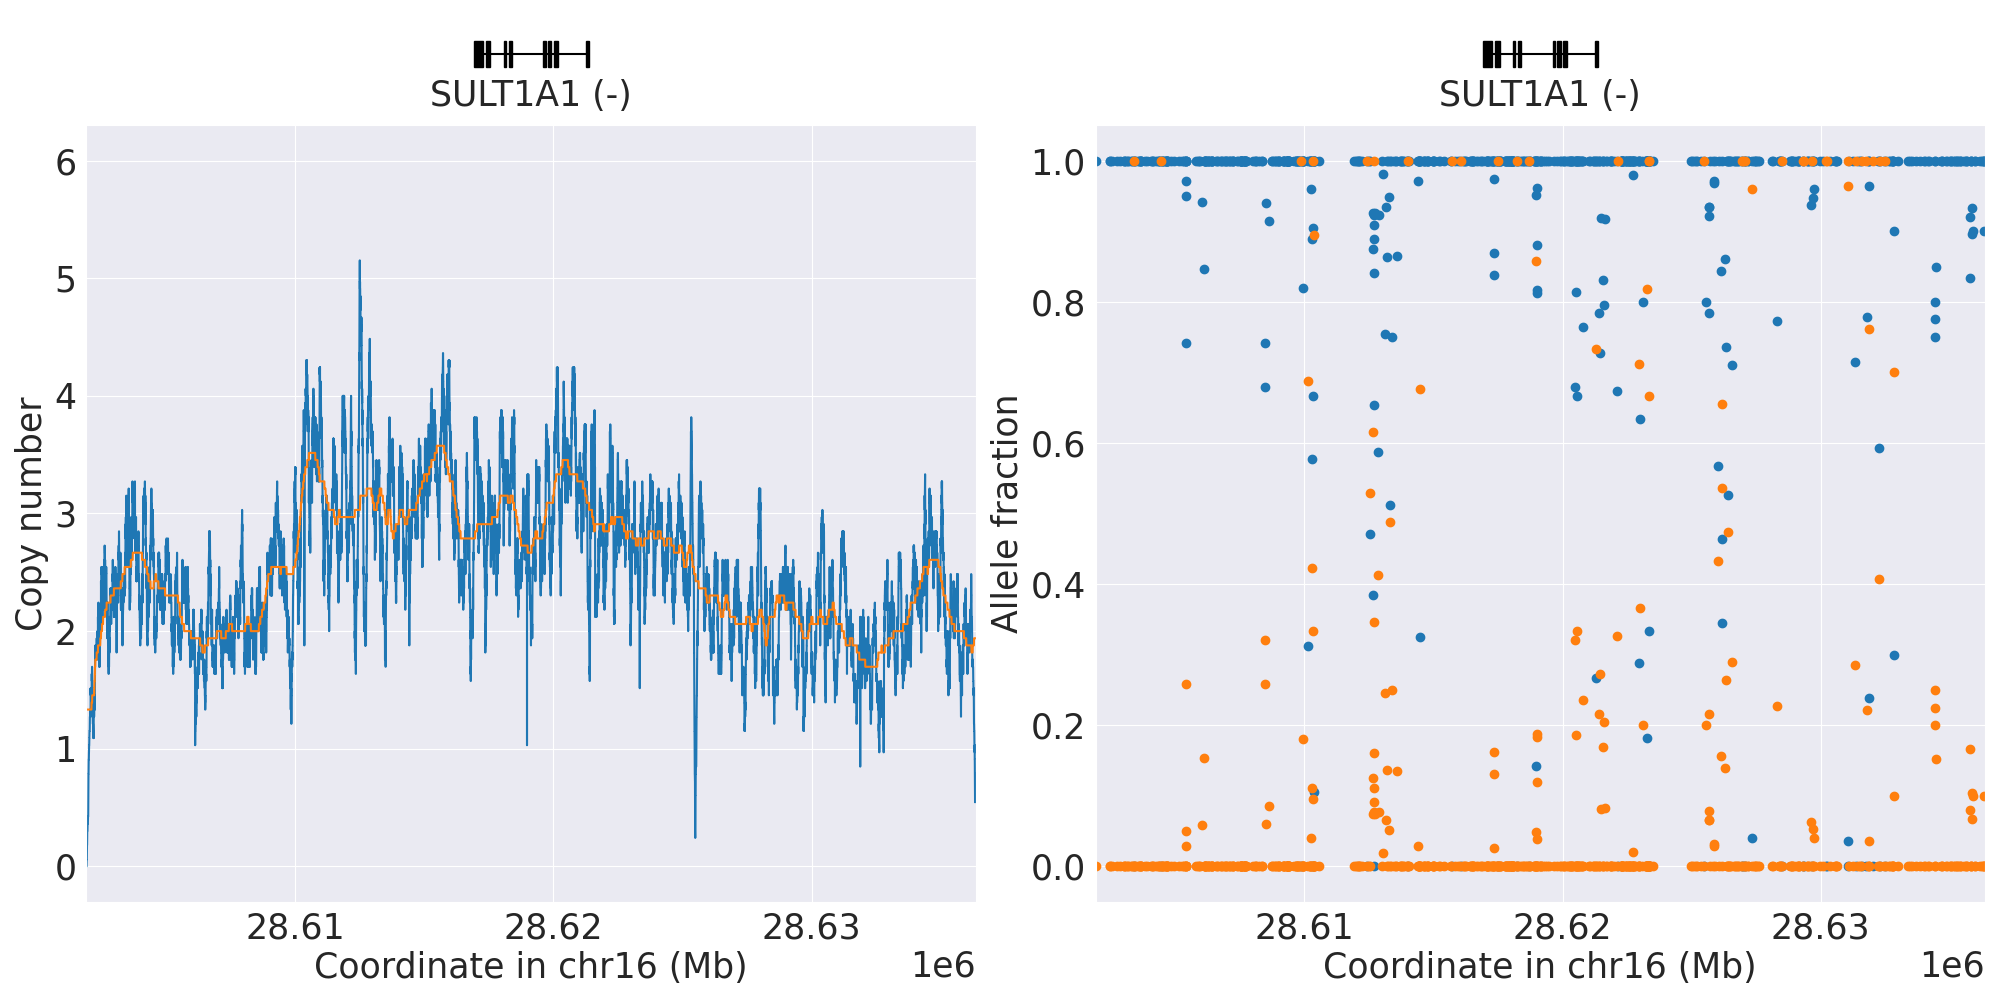 SULT1A1 (-)
6
5
4
3
2
1
0
Copy number
28.61
28.62
28.63
Coordinate in chr16 (Mb)
1e6
SULT1A1 (-)
1.0
0.8
0.6
0.4
0.2
0.0
Allele fraction
28.61
28.62
28.63
Coordinate in chr16 (Mb)
1e6